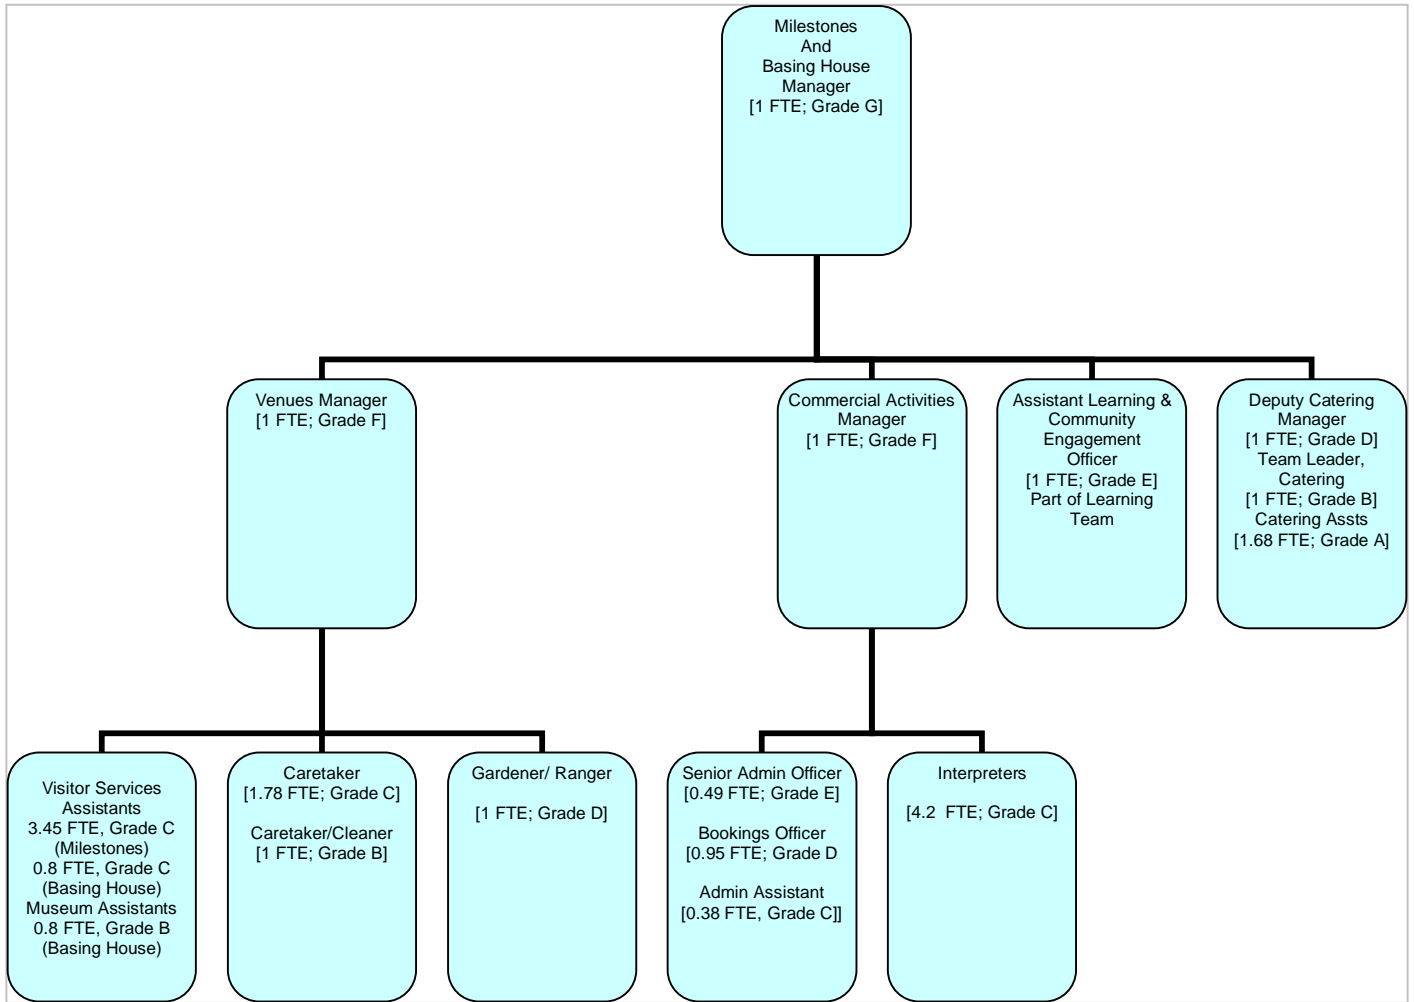 Milestones
And
Basing House
Manager
[1 FTE; Grade G]
Venues Manager
[1 FTE; Grade F]
Commercial Activities
Manager
[1 FTE; Grade F]
Assistant Learning &
Community
Engagement
Officer
[1 FTE; Grade E]
Part of Learning
Team
Deputy Catering
Manager
[1 FTE; Grade D]
Team Leader,
Catering
[1 FTE; Grade B]
Catering Assts
[1.68 FTE; Grade A]
Visitor Services
Assistants
3.45 FTE, Grade C
(Milestones)
0.8 FTE, Grade C
(Basing House)
Museum Assistants
0.8 FTE, Grade B
(Basing House)
Caretaker
[1.78 FTE; Grade C]
Caretaker/Cleaner
[1 FTE; Grade B]
Gardener/ Ranger
[1 FTE; Grade D]
Senior Admin Officer
[0.49 FTE; Grade E]
Bookings Officer
[0.95 FTE; Grade D
Admin Assistant
[0.38 FTE, Grade C]]
Interpreters
[4.2  FTE; Grade C]